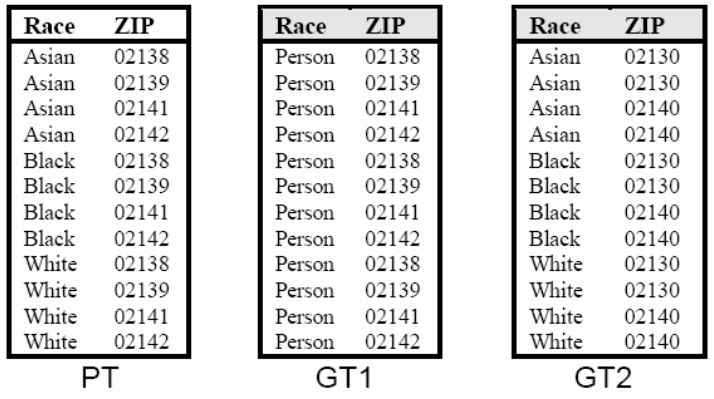 Race ZIP
Asian 02138
Asian 02139
Asian 02141
Asian 02142
Black 02138
Black 02139
Black 02141
Black 02142
White 02138
White 02139
White 02141
White 02142
PT
Race ZIP
Person 02138
Person 02139
Person 02141
Person 02142
Person 02138
Person 02139
Person 02141
Person 02142
Person 02138
Person 02139
Person 02141
Person 02142
GT1
Race ZIP
Asian 02130
Asian 02130
Asian 02140
Asian 02140
Black 02130
Black 02130
Black 02140
Black 02140
White 02130
White 02130
White 02140
White 02140
GT2